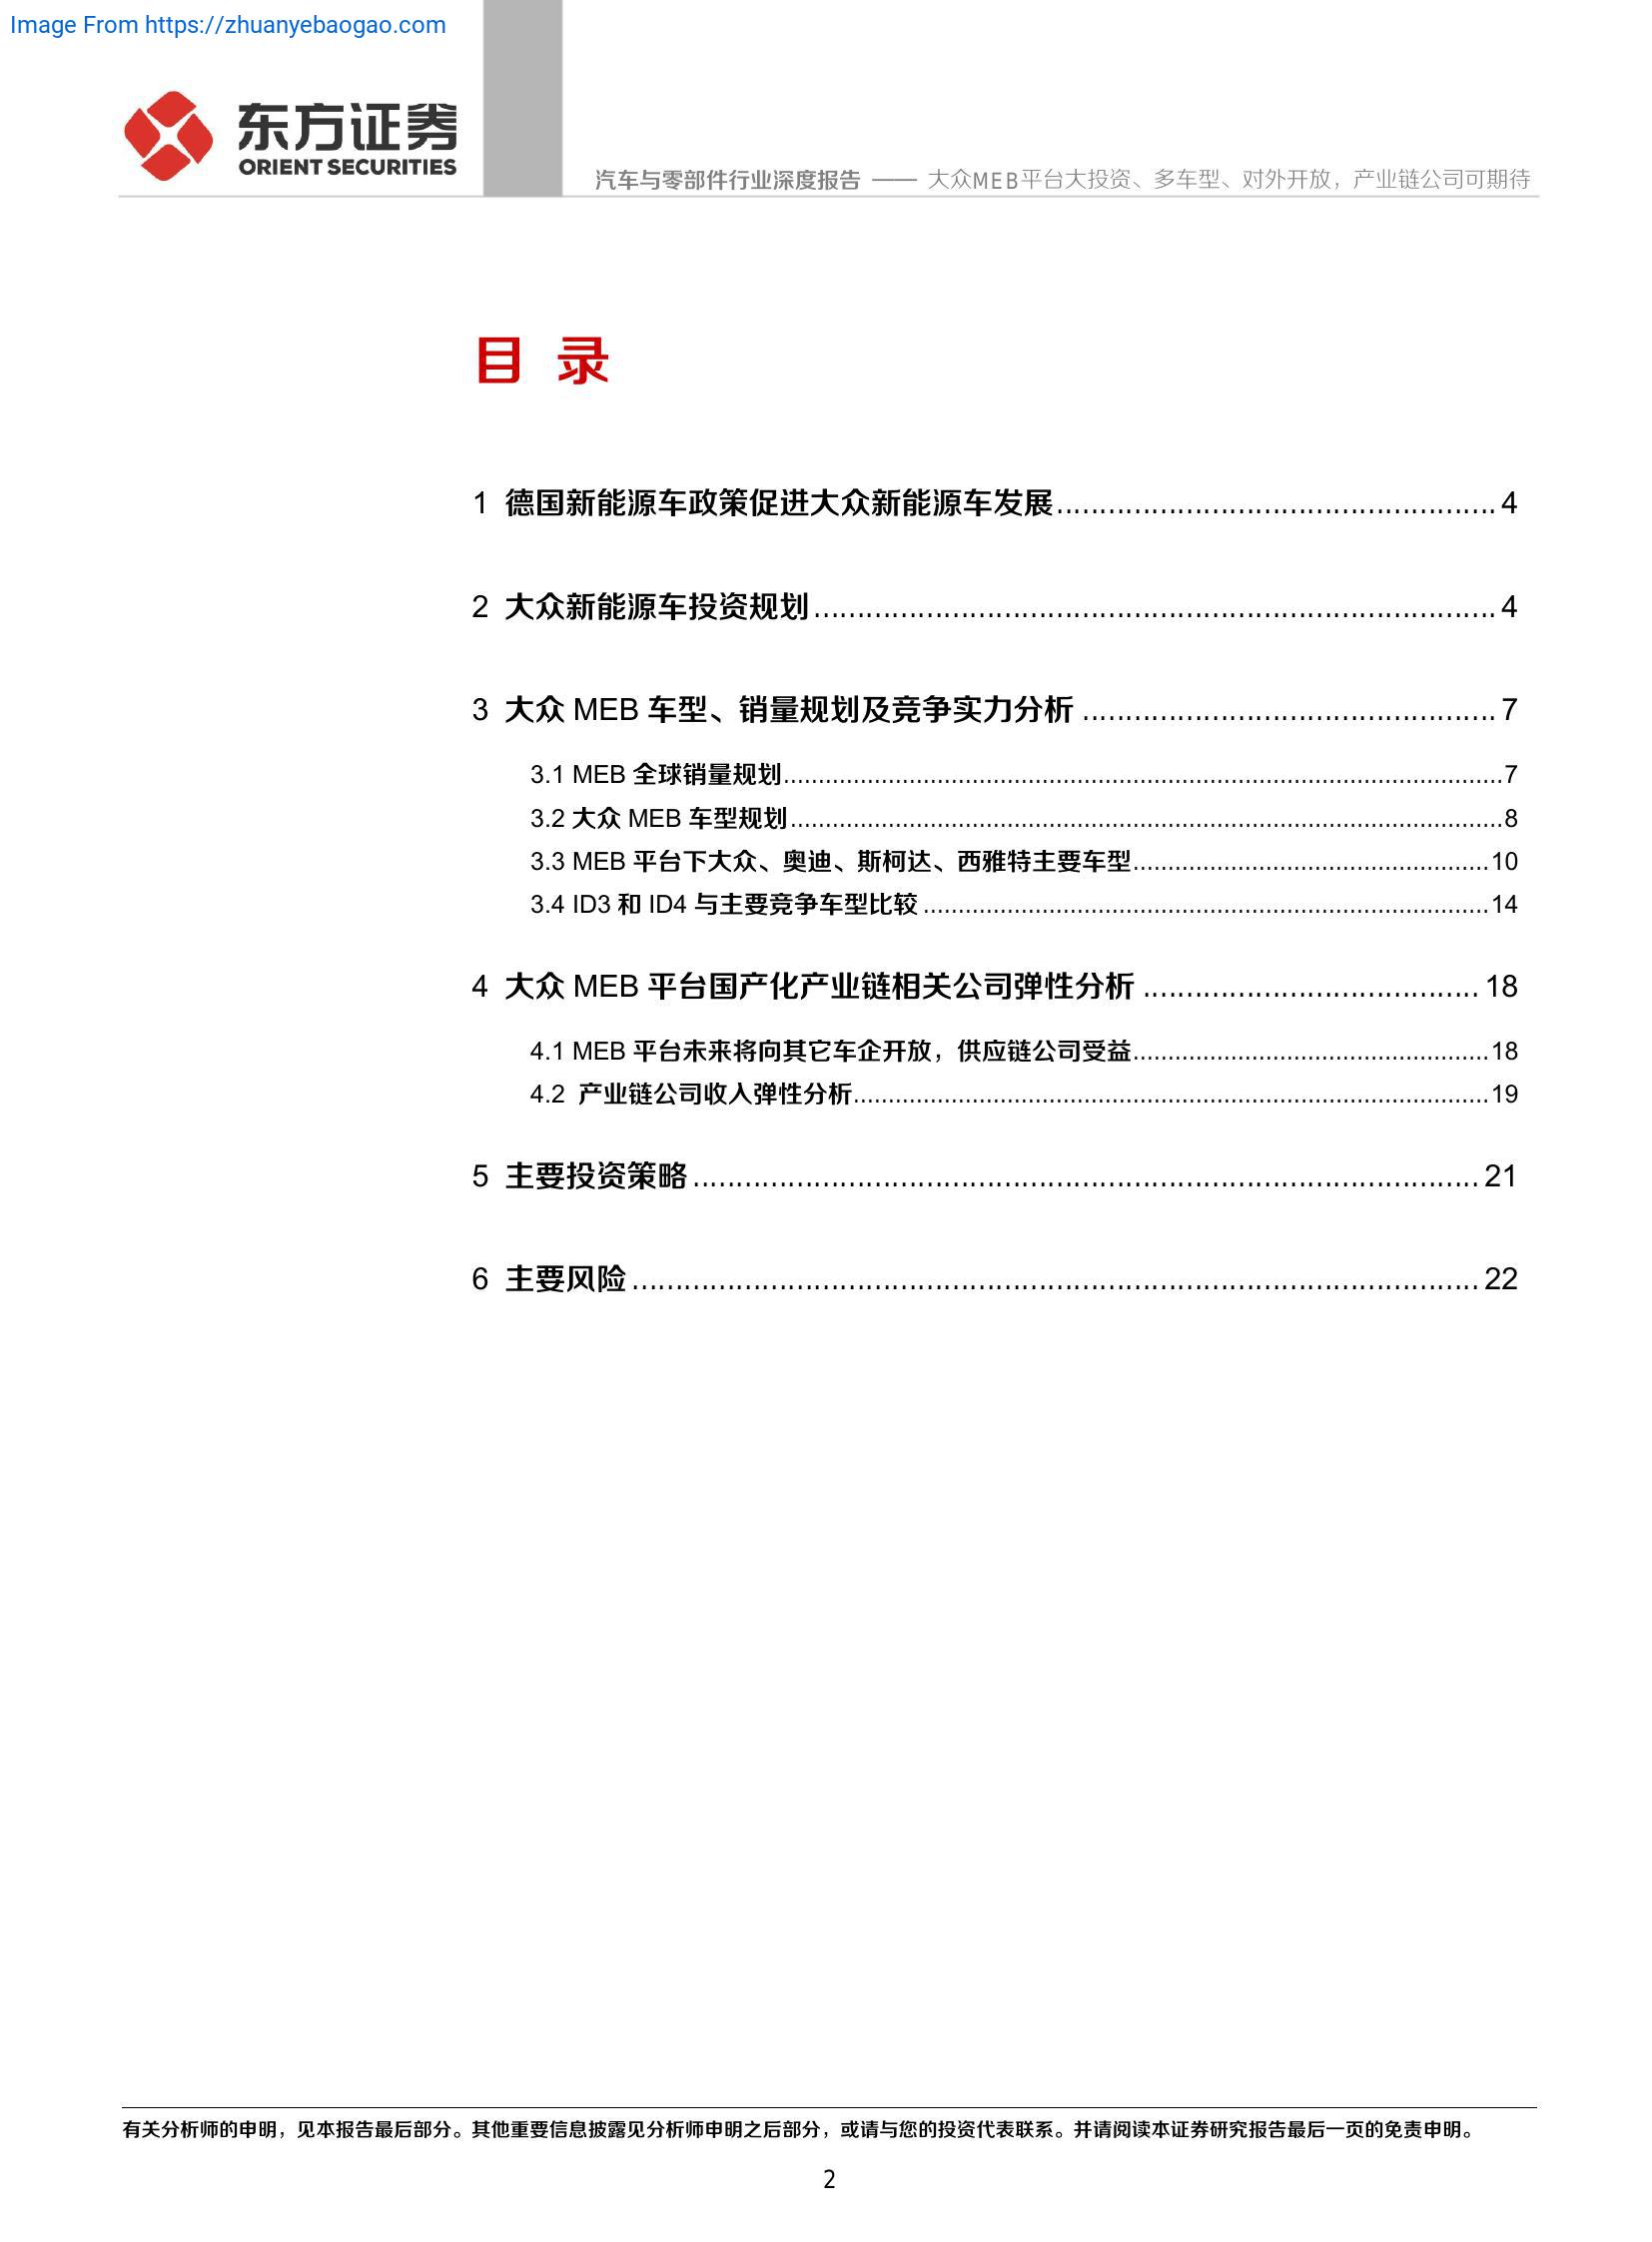 Image From https://zhuanyebaogao.com
东方证券
ORIENT SECURITIES
汽车与零部件行业深度报告 —— 大众MEB平台大投资、多车型、对外开放，产业链公司可期待
目 录
1 德国新能源车政策促进大众新能源车发展................................................... 4
2 大众新能源车投资规划............................................................................... 4
3 大众 MEB 车型、销量规划及竞争实力分析 ................................................ 7
3.1 MEB 全球销量规划.......................................................................................................7
3.2 大众 MEB 车型规划......................................................................................................8
3.3 MEB 平台下大众、奥迪、斯柯达、西雅特主要车型...................................................10
3.4 ID3 和 ID4 与主要竞争车型比较 .................................................................................14
4 大众 MEB 平台国产化产业链相关公司弹性分析 ....................................... 18
4.1 MEB 平台未来将向其它车企开放，供应链公司受益...................................................18
4.2 产业链公司收入弹性分析...........................................................................................19
5 主要投资策略 ........................................................................................... 21
6 主要风险 .................................................................................................. 22
有关分析师的申明，见本报告最后部分。其他重要信息披露见分析师申明之后部分，或请与您的投资代表联系。并请阅读本证券研究报告最后一页的免责申明。
2